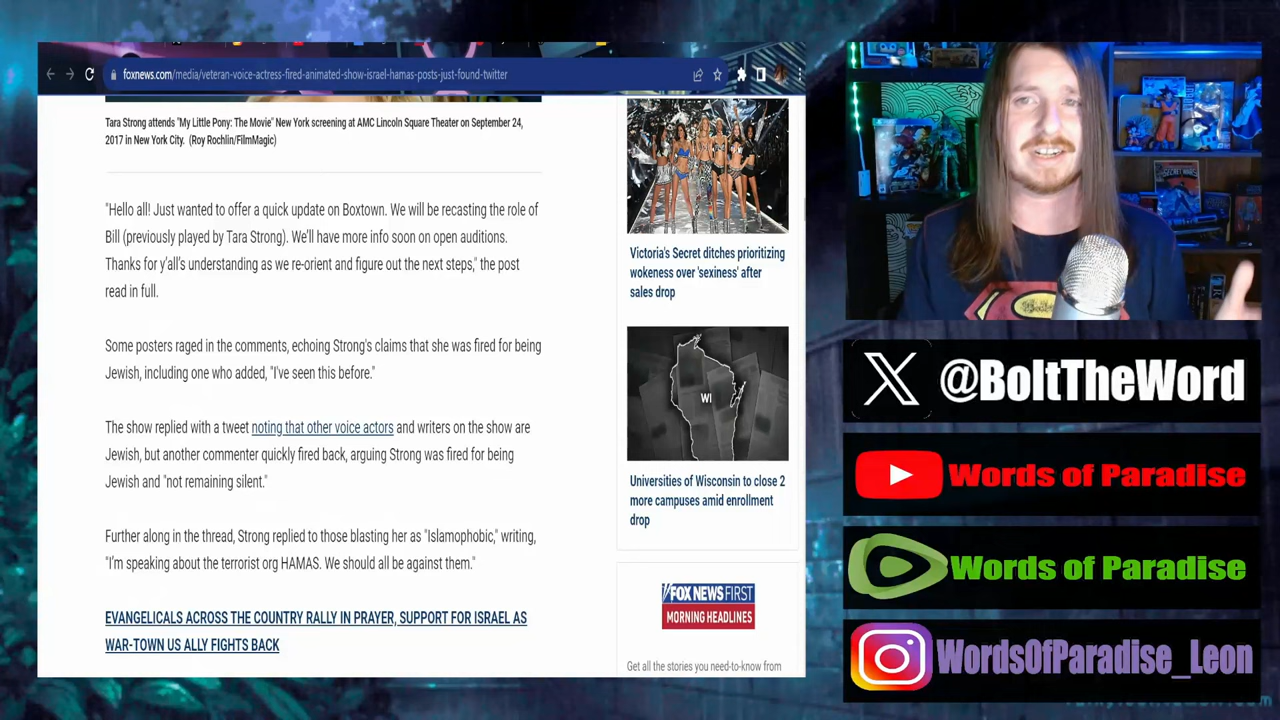 foxnews.com/media/veteran-voice-actress-fired-animated-show-israel-hamas-posts-just-found-twitter
Tara Strong attends "My Little Pony: The Movie" New York screening at AMC Lincoln Square Theater on September 24,
2017 in New York City. (Roy Rochlin/FilmMagic)
"Hello all! Just wanted to offer a quick update on Boxtown. We will be recasting the role of
Bill (previously played by Tara Strong). We'll have more info soon on open auditions.
Thanks for y'all's understanding as we re-orient and figure out the next steps," the post
read in full.
Some posters raged in the comments, echoing Strong's claims that she was fired for being
Jewish, including one who added, "I've seen this before."
The show replied with a tweet noting that other voice actors and writers on the show are
Jewish, but another commenter quickly fired back, arguing Strong was fired for being
Jewish and "not remaining silent."
Further along in the thread, Strong replied to those blasting her as "Islamophobic," writing,
"I'm speaking about the terrorist org HAMAS. We should all be against them."
EVANGELICALS ACROSS THE COUNTRY RALLY IN PRAYER, SUPPORT FOR ISRAEL AS
WAR-TOWN US ALLY FIGHTS BACK
Victoria's Secret ditches prioritizing
wokeness over 'sexiness' after
sales drop
WI
Universities of Wisconsin to close 2
more campuses amid enrollment
drop
FOX NEWS FIRST
MORNING HEADLINES
Get all the stories you need-to-know from
SECRET WARS
X @BoltTheWord
Words of Paradise
Words of Paradise
WordsOfParadise_Leon